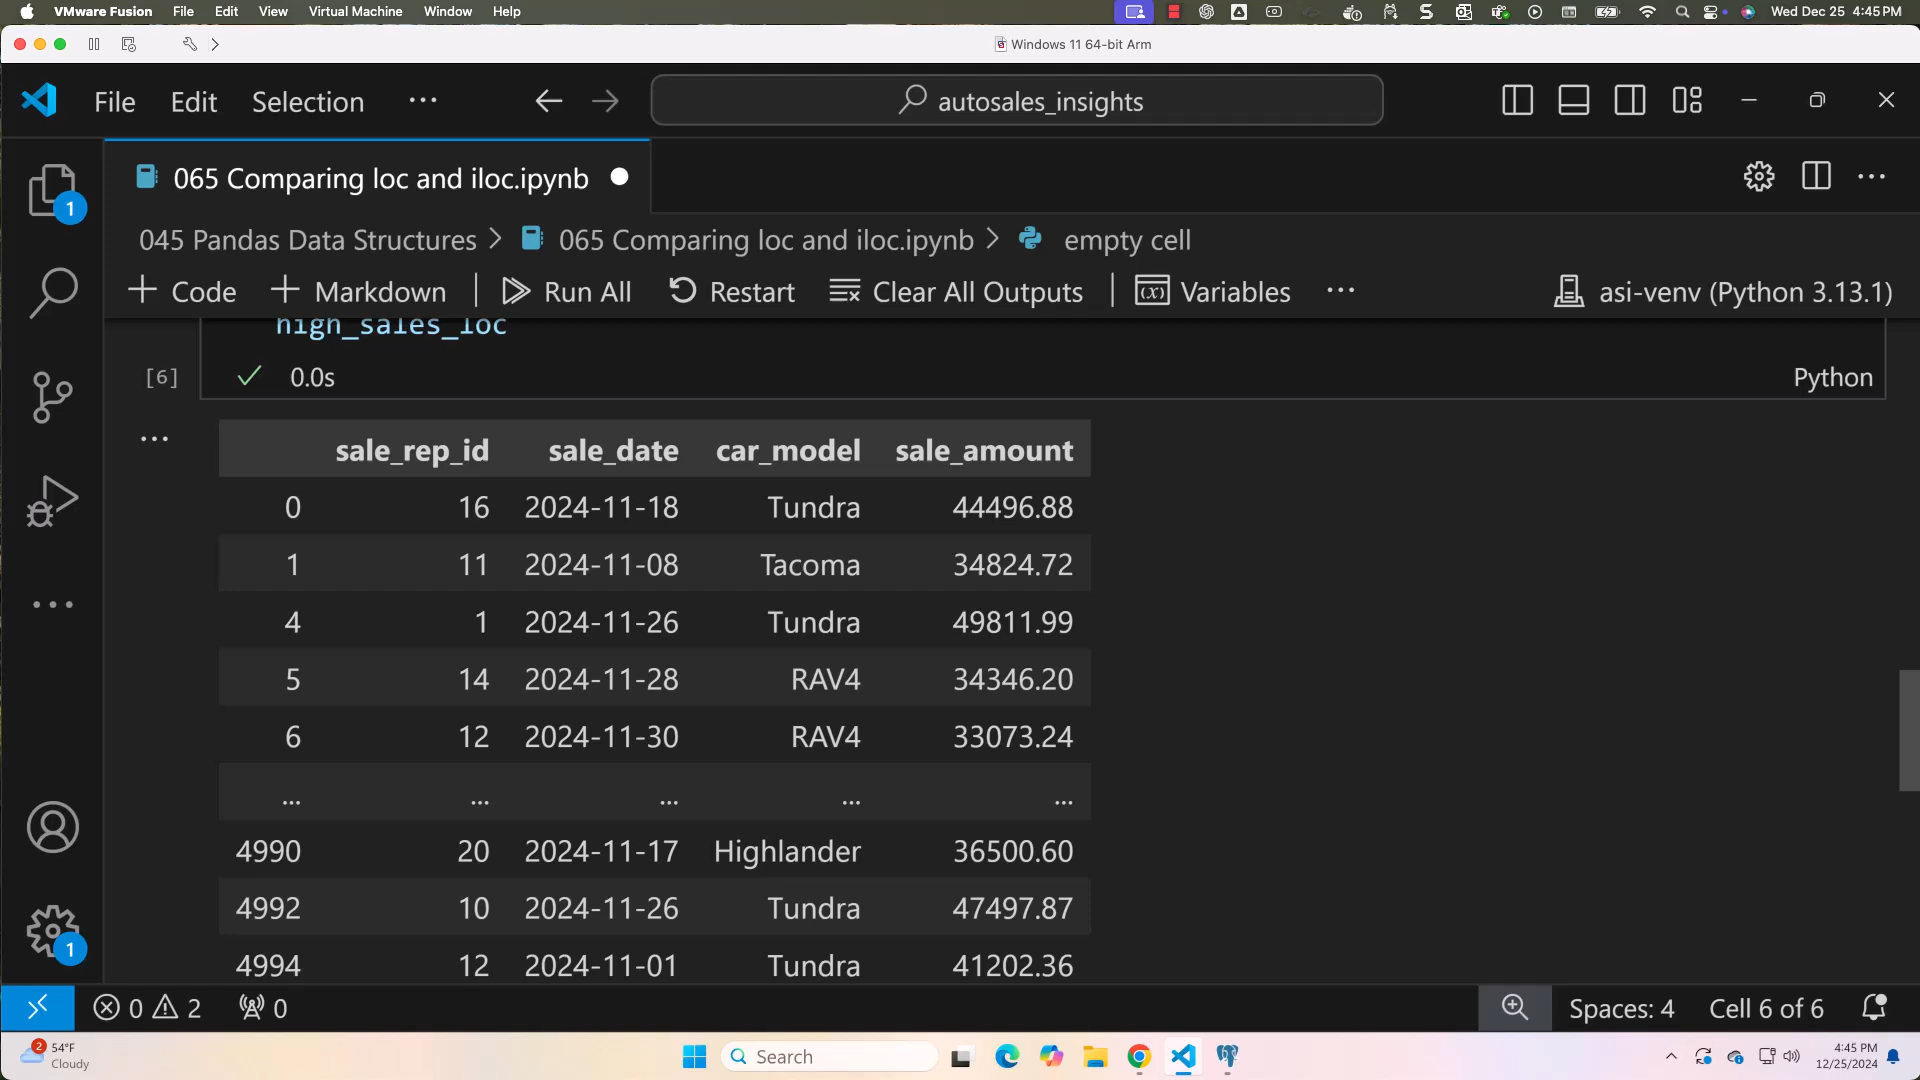 VMware Fusion File Edit View Virtual Machine Window Help Wed Dec 25 4:45 PM
Windows 11 64-bit Arm
File Edit Selection ··· autosales_insights
065 Comparing loc and iloc.ipynb
045 Pandas Data Structures > 065 Comparing loc and iloc.ipynb > empty cell
+ Code + Markdown Run All Restart Clear All Outputs Variables ··· asi-venv (Python 3.13.1)
high_sales_loc
[6] 0.0s Python
sale_rep_id sale_date car_model sale_amount
0 16 2024-11-18 Tundra 44496.88
1 11 2024-11-08 Tacoma 34824.72
4 1 2024-11-26 Tundra 49811.99
5 14 2024-11-28 RAV4 34346.20
6 12 2024-11-30 RAV4 33073.24
... ... ... ... ...
4990 20 2024-11-17 Highlander 36500.60
4992 10 2024-11-26 Tundra 47497.87
4994 12 2024-11-01 Tundra 41202.36
1
1
0 2 0 Spaces: 4 Cell 6 of 6
2 54°F
Cloudy
Search
4:45 PM
12/25/2024